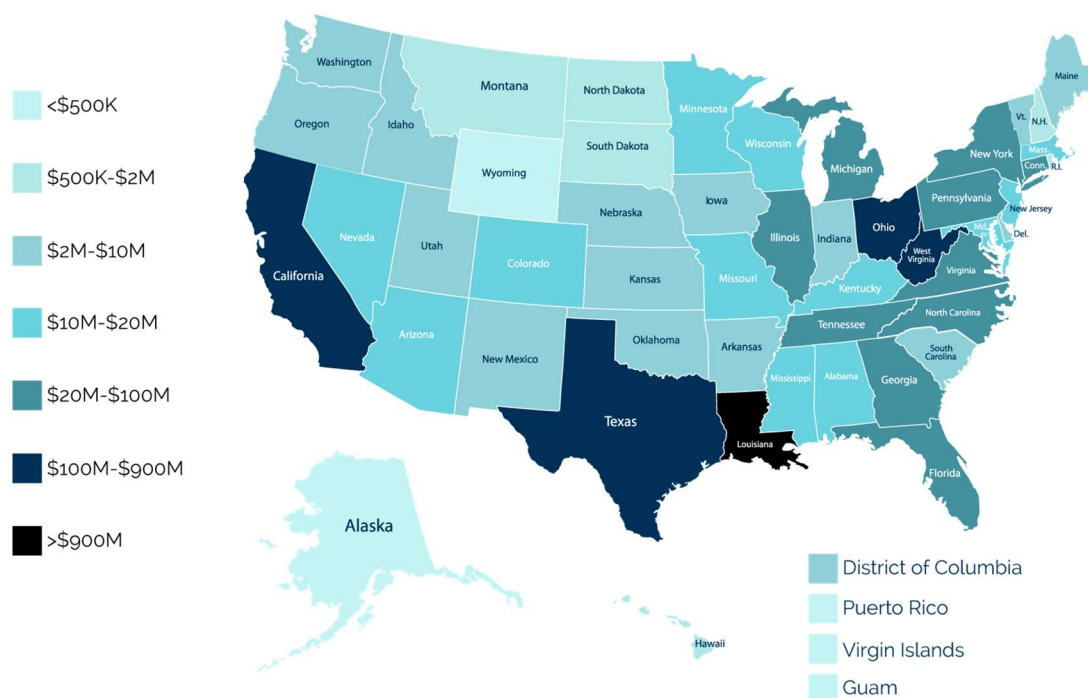 <$500K
$500K-$2M
$2M-$10M
$10M-$20M
$20M-$100M
$100M-$900M
>$900M
Washington
Oregon
Idaho
Montana
North Dakota
South Dakota
Wyoming
Minnesota
Wisconsin
Michigan
Maine
Vt.
N.H.
Mass.
New York
Conn.
R.I.
Pennsylvania
New Jersey
Nebraska
Iowa
Illinois
Indiana
Ohio
West
Virginia
Md.
Del.
Virginia
California
Nevada
Utah
Colorado
Kansas
Missouri
Kentucky
North Carolina
Tennessee
South
Carolina
Arizona
New Mexico
Oklahoma
Arkansas
Mississippi
Alabama
Georgia
Texas
Louisiana
Florida
Alaska
Hawaii
District of Columbia
Puerto Rico
Virgin Islands
Guam